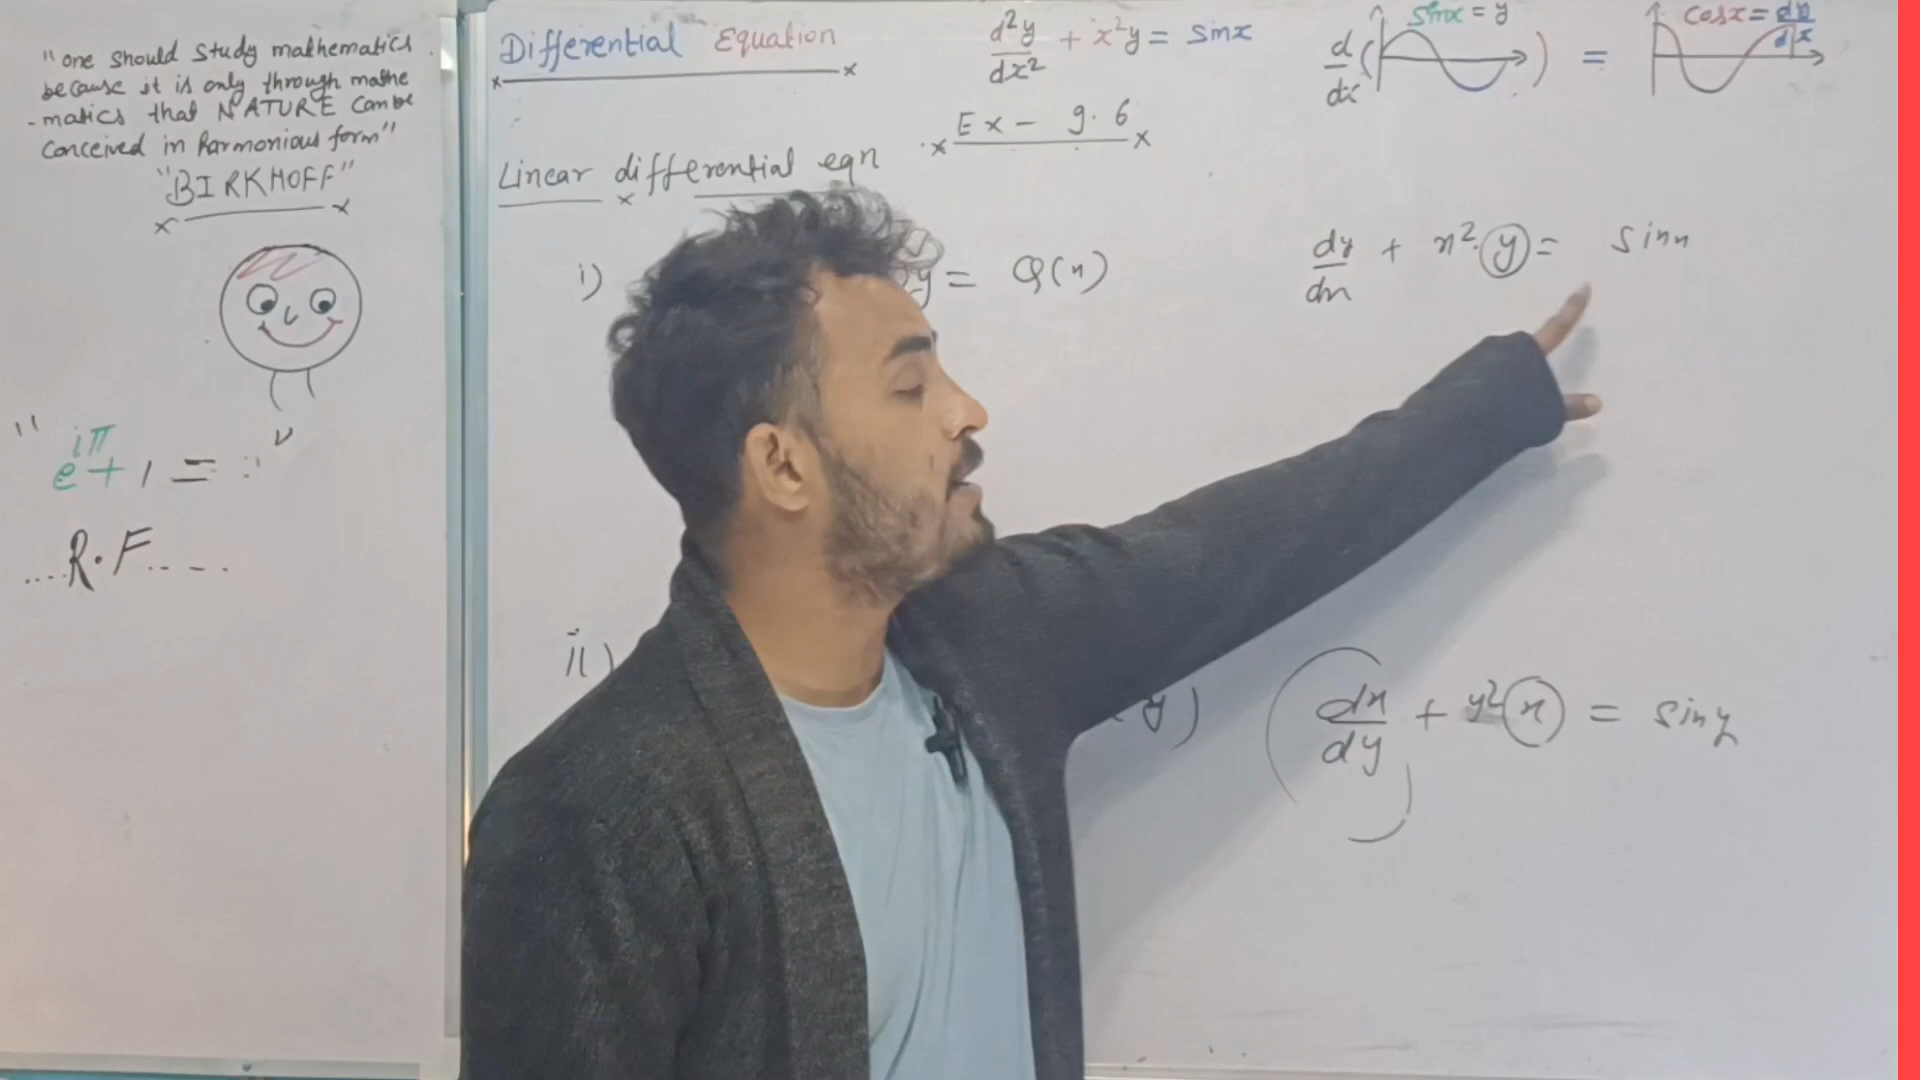 "one should study mathematics
because it is only through mathe
-matics that NATURE can be
conceived in harmonious form"
"BIRKHOFF"
" e^{iπ} + 1 = "
....R.F.....
Differential Equation
d²y/dx² + x²y = sinx
d/dx ( sinx = y ) = cosx = dy/dx
Ex - 9.6
Linear differential eqn
i) y = Q(x)
dy/dx + x².y = sinx
ii) y)
dx/dy + y²x = siny